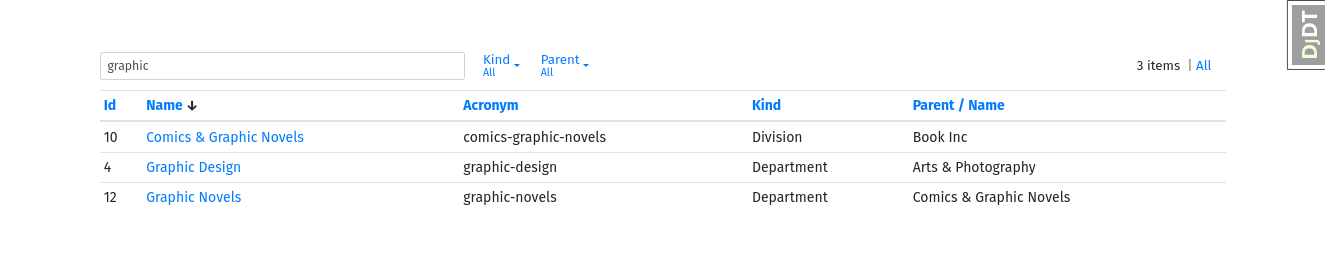 graphic
Kind
All
Parent
All
3 items | All
DjDT
Id Name ↓ Acronym Kind Parent / Name
10 Comics & Graphic Novels comics-graphic-novels Division Book Inc
4 Graphic Design graphic-design Department Arts & Photography
12 Graphic Novels graphic-novels Department Comics & Graphic Novels